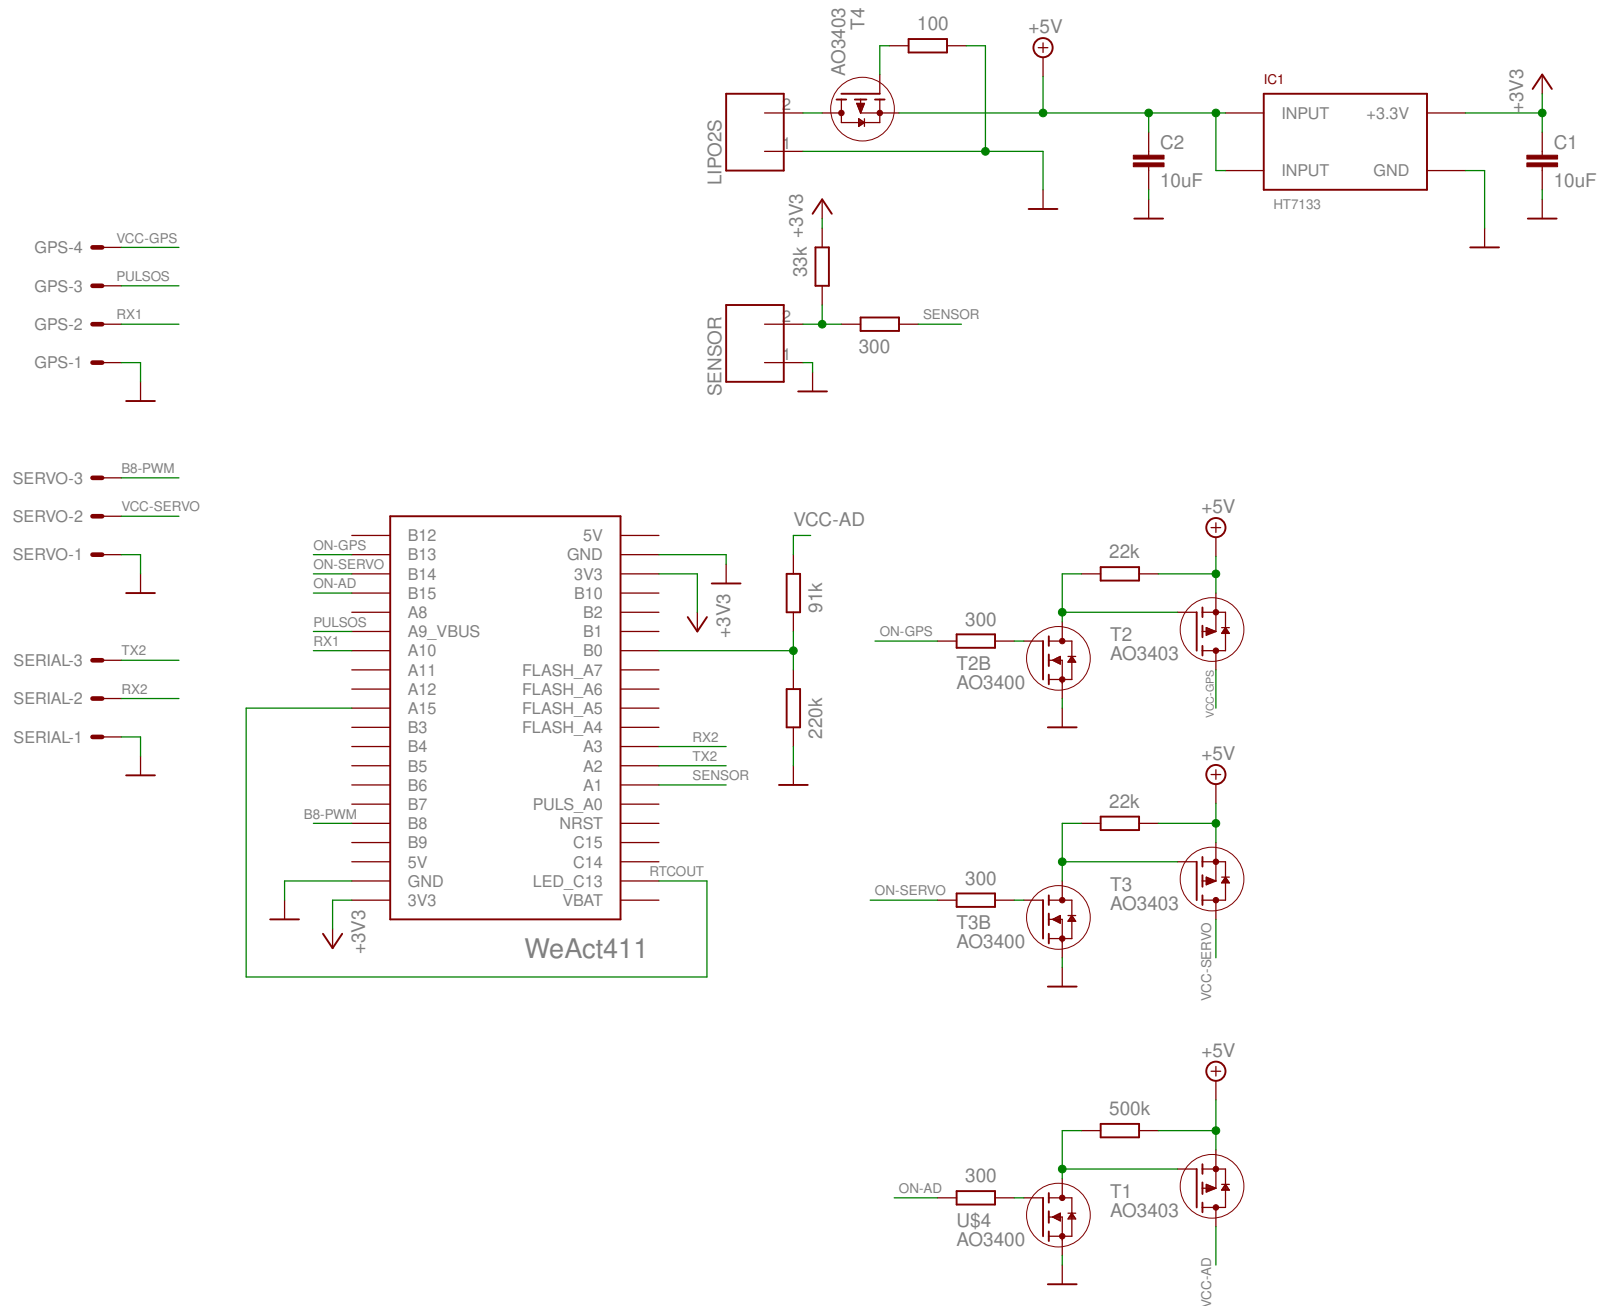 AO3403
T4
100
+5V
LIPO2S
2
1
C2
10uF
IC1
INPUT +3.3V
INPUT GND
HT7133
+3V3
C1
10uF
+3V3
33k
SENSOR
2
1
300
SENSOR
GPS-4 VCC-GPS
GPS-3 PULSOS
GPS-2 RX1
GPS-1
SERVO-3 B8-PWM
SERVO-2 VCC-SERVO
SERVO-1
SERIAL-3 TX2
SERIAL-2 RX2
SERIAL-1
B12 5V
ON-GPS B13 GND
ON-SERVO B14 3V3
ON-AD B15 B10
A8 B2
PULSOS A9_VBUS B1
RX1 A10 B0
A11 FLASH_A7
A12 FLASH_A6
A15 FLASH_A5
B3 FLASH_A4
B4 A3 RX2
B5 A2 TX2
B6 A1 SENSOR
B7 PULS_A0
B8-PWM B8 NRST
B9 C15
5V C14
GND LED_C13 RTCOUT
3V3 VBAT
+3V3
WeAct411
+3V3
VCC-AD
91k
220k
+5V
22k
ON-GPS
300
T2B
AO3400
T2
AO3403
VCC-GPS
+5V
22k
ON-SERVO
300
T3B
AO3400
T3
AO3403
VCC-SERVO
+5V
500k
ON-AD
300
U$4
AO3400
T1
AO3403
VCC-AD